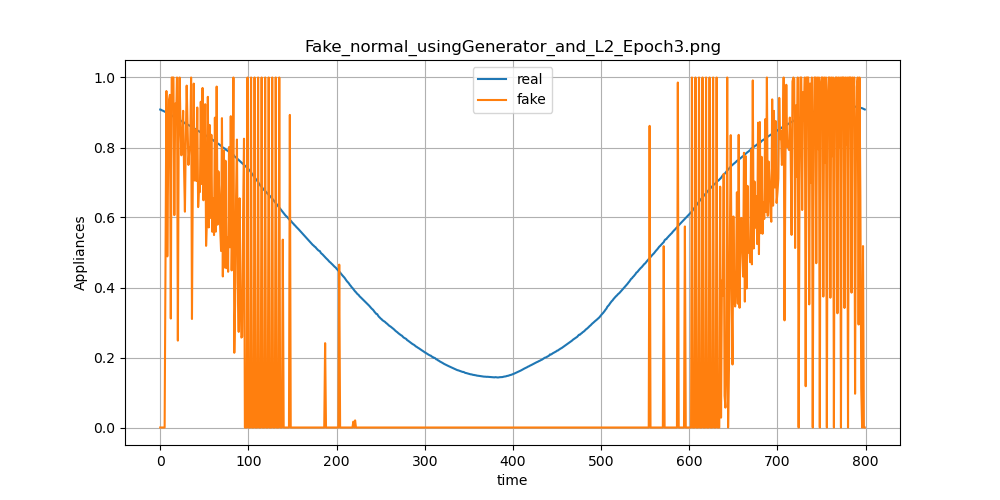 Fake_normal_usingGenerator_and_L2_Epoch3.png
real
fake
Appliances
1.0
0.8
0.6
0.4
0.2
0.0
0 100 200 300 400 500 600 700 800
time